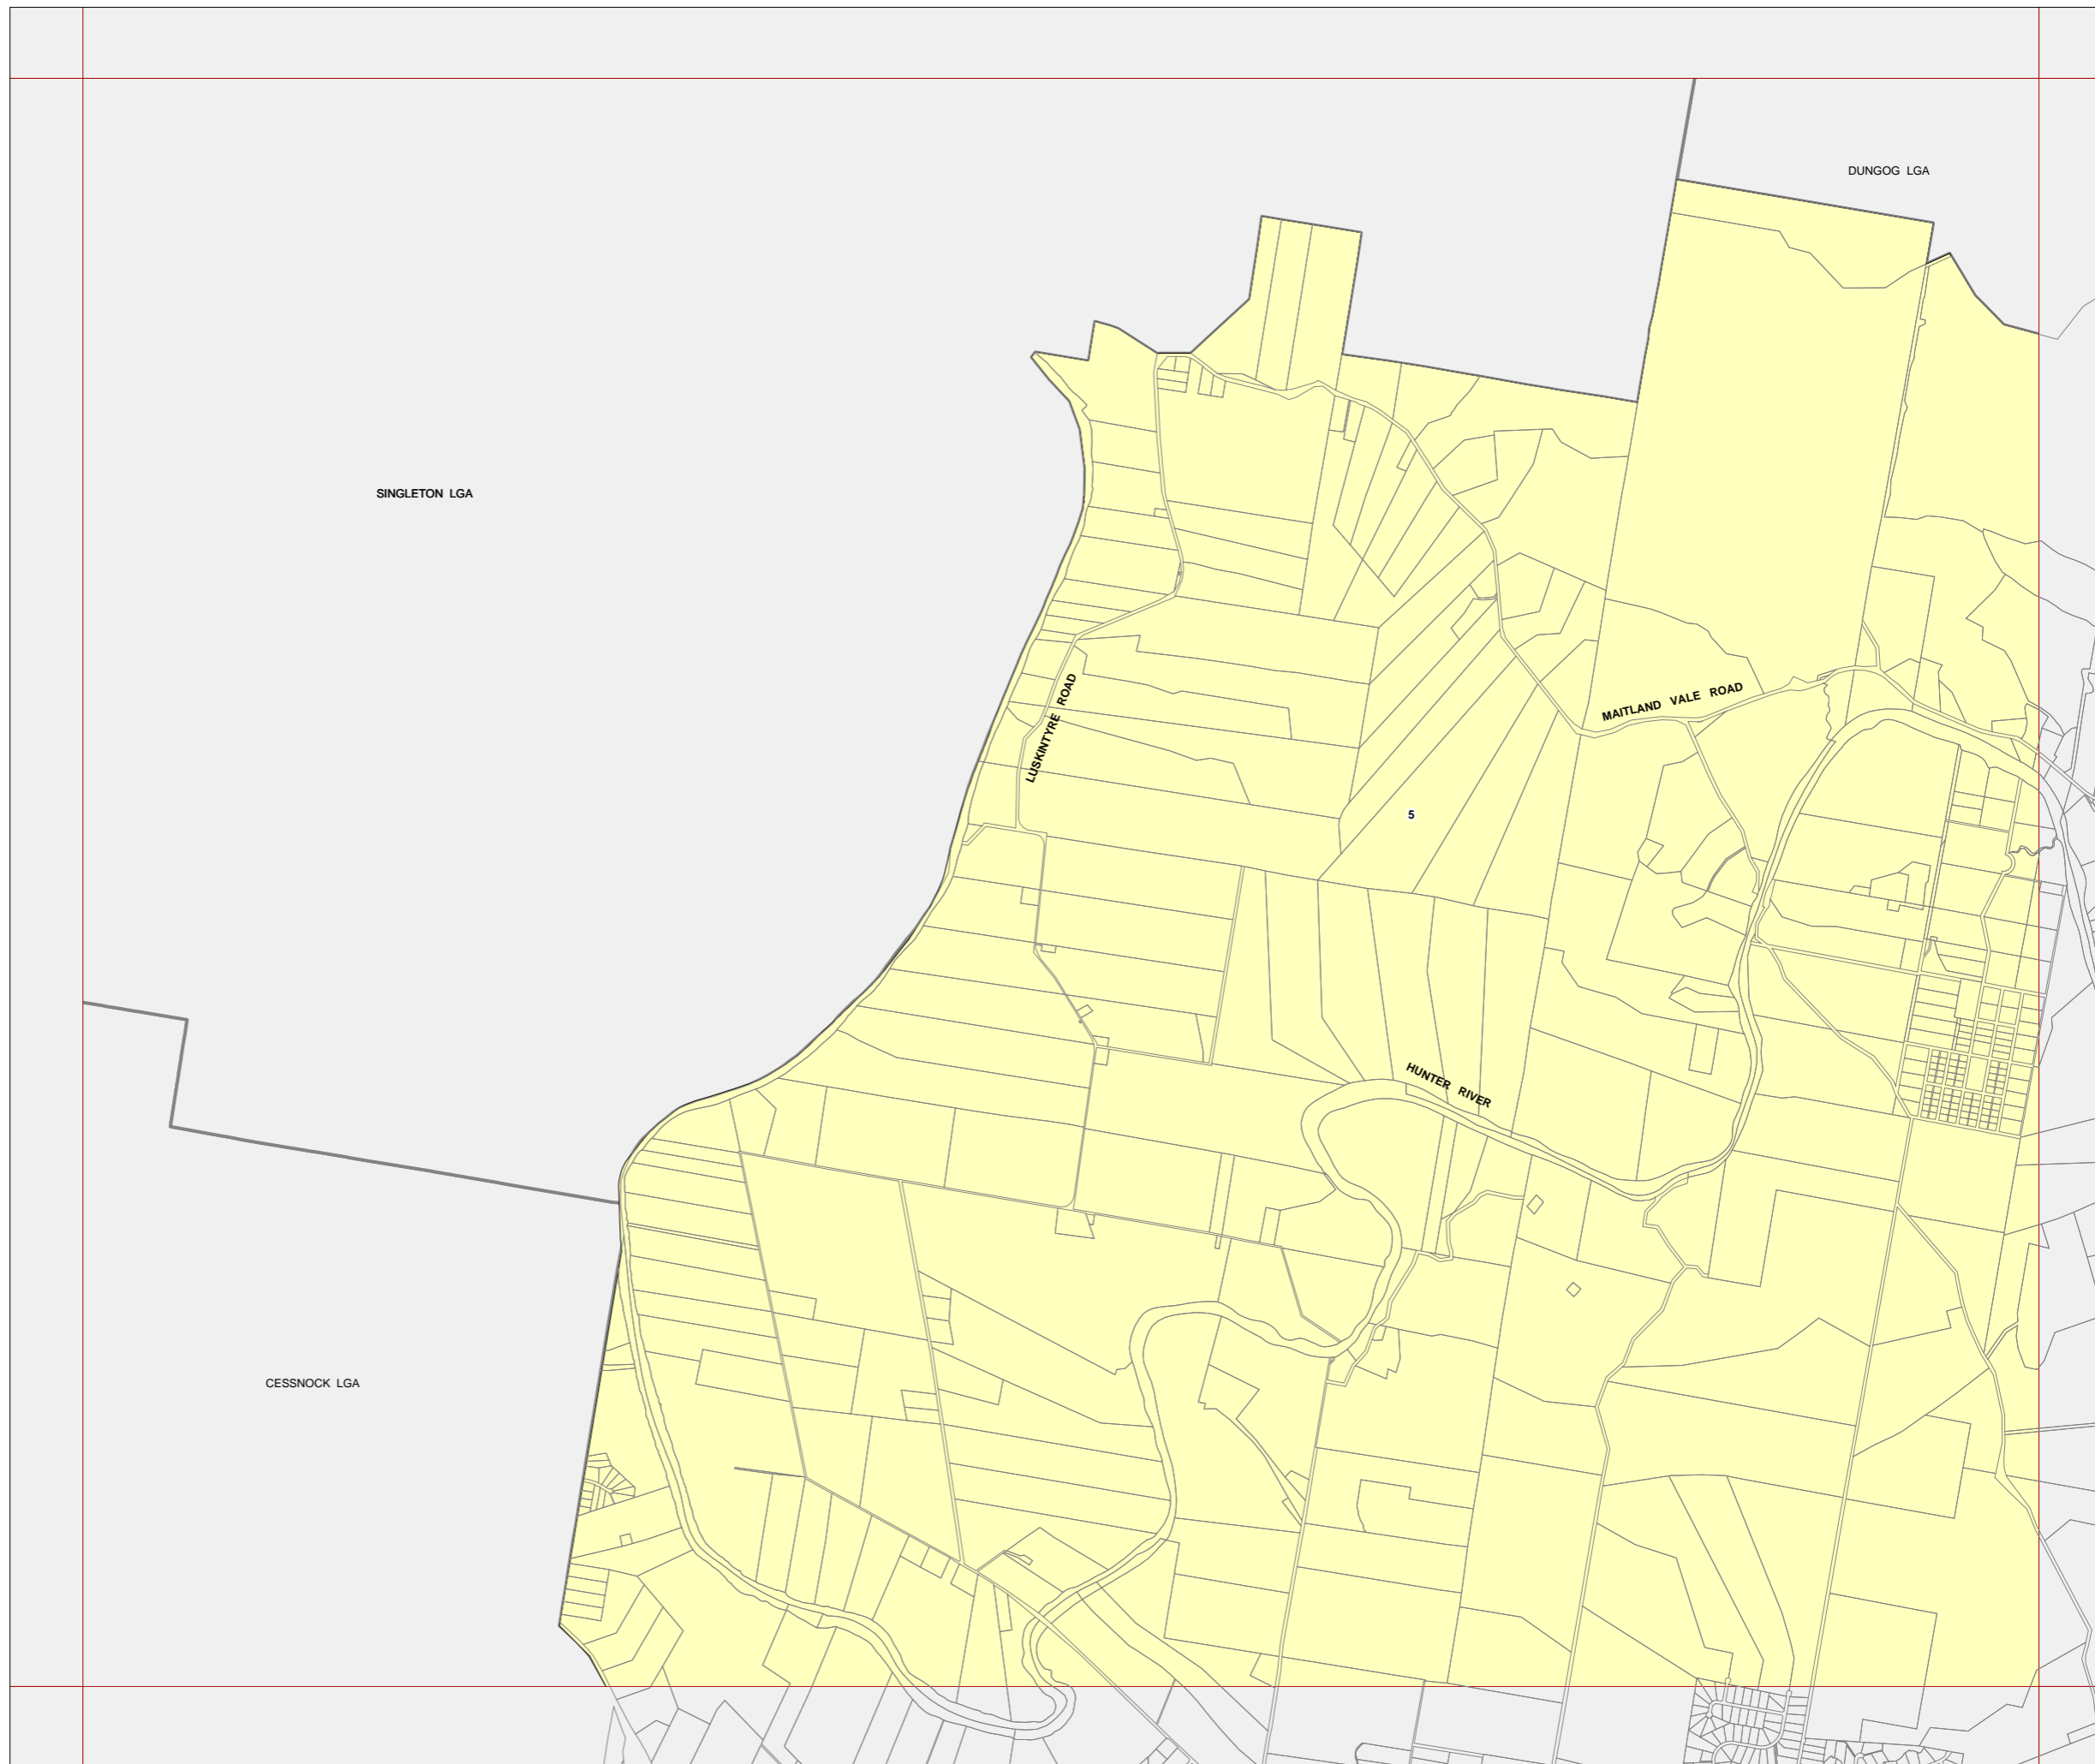 DUNGOG LGA
SINGLETON LGA
LUSKINTYRE ROAD
MAITLAND VALE ROAD
5
HUNTER RIVER
CESSNOCK LGA